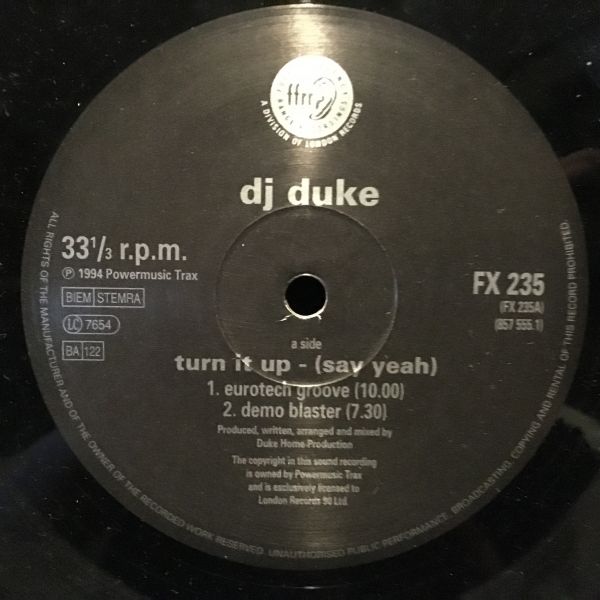 ffrr
A DIVISION OF LONDON RECORDS
dj duke
33 1/3 r.p.m.
℗ 1994 Powermusic Trax
BIEM STEMRA
LC 7654
BA 122
FX 235
(FX 235A)
(857 555.1)
a side
turn it up - (say yeah)
1. eurotech groove (10.00)
2. demo blaster (7.30)
Produced, written, arranged and mixed by
Duke Home Production
The copyright in this sound recording
is owned by Powermusic Trax
and is exclusively licensed to
London Records 90 Ltd.
ALL RIGHTS OF THE MANUFACTURER AND OF THE OWNER OF THE RECORDED WORK RESERVED. UNAUTHORISED PUBLIC PERFORMANCE, BROADCASTING, COPYING AND RENTAL OF THIS RECORD PROHIBITED.